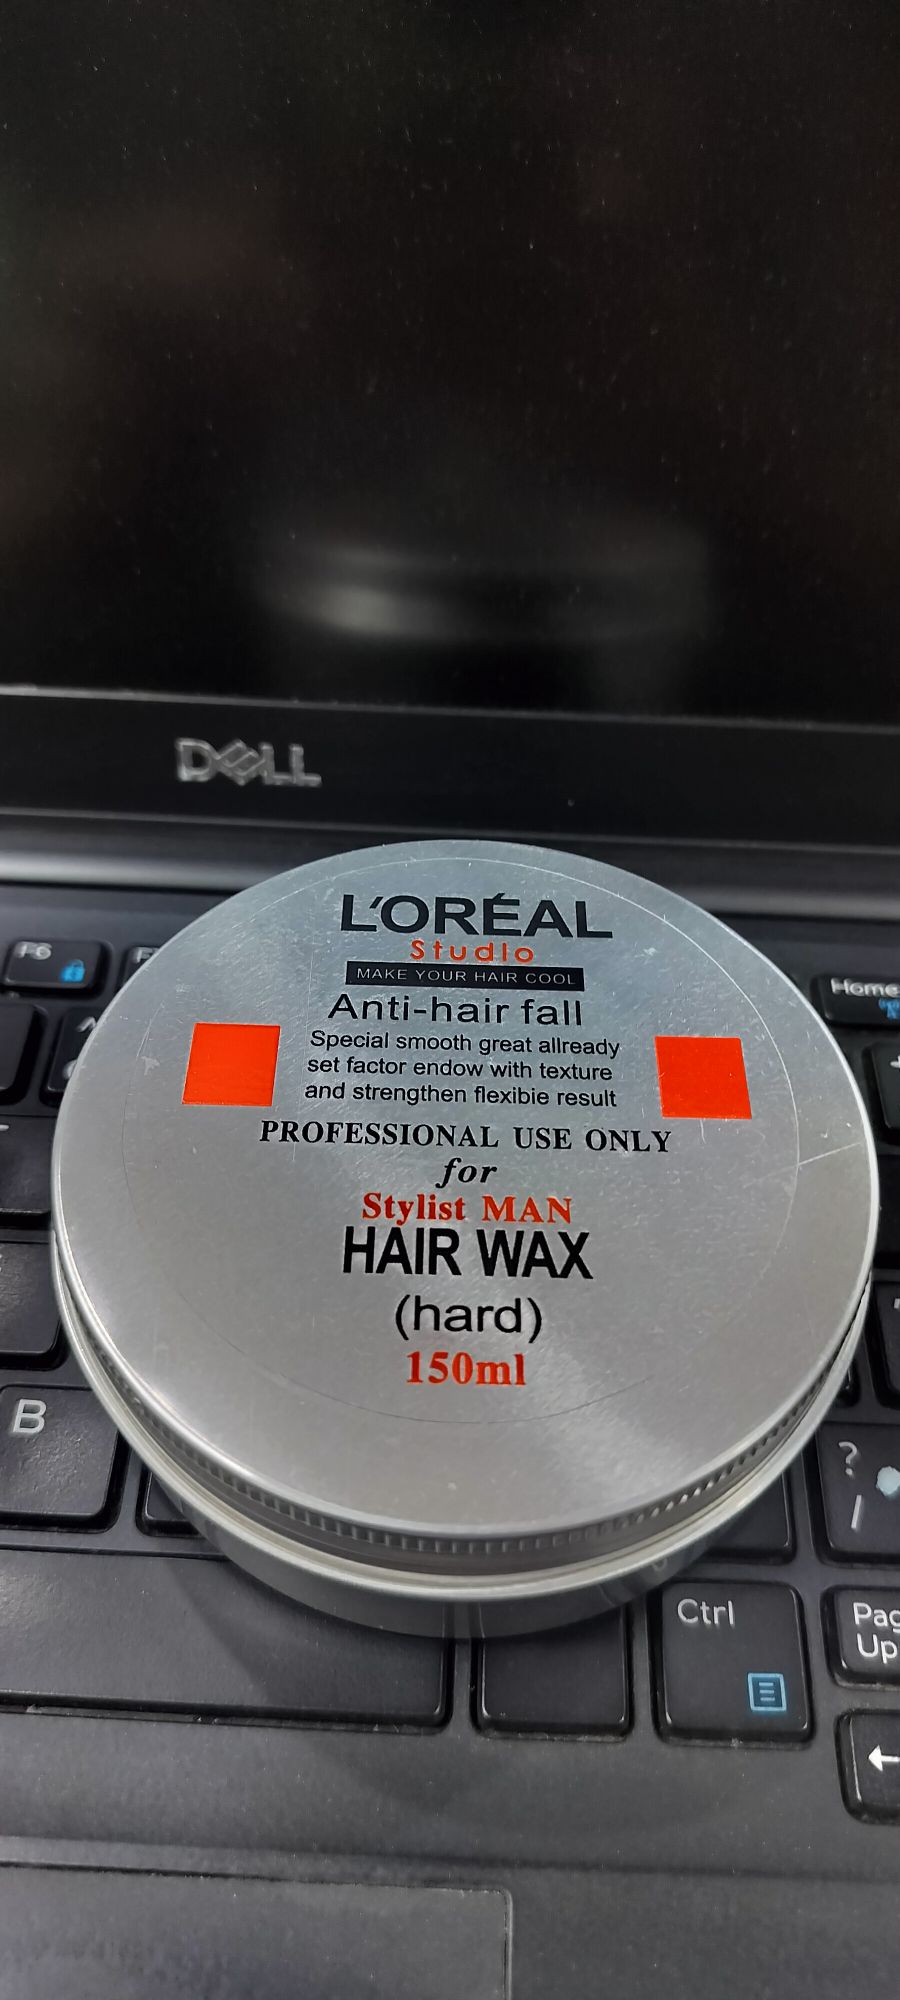 DELL
F6
Home
L'ORÉAL
Studio
MAKE YOUR HAIR COOL
Anti-hair fall
Special smooth great allready
set factor endow with texture
and strengthen flexibie result
PROFESSIONAL USE ONLY
for
Stylist MAN
HAIR WAX
(hard)
150ml
B
?
/
Ctrl
Up